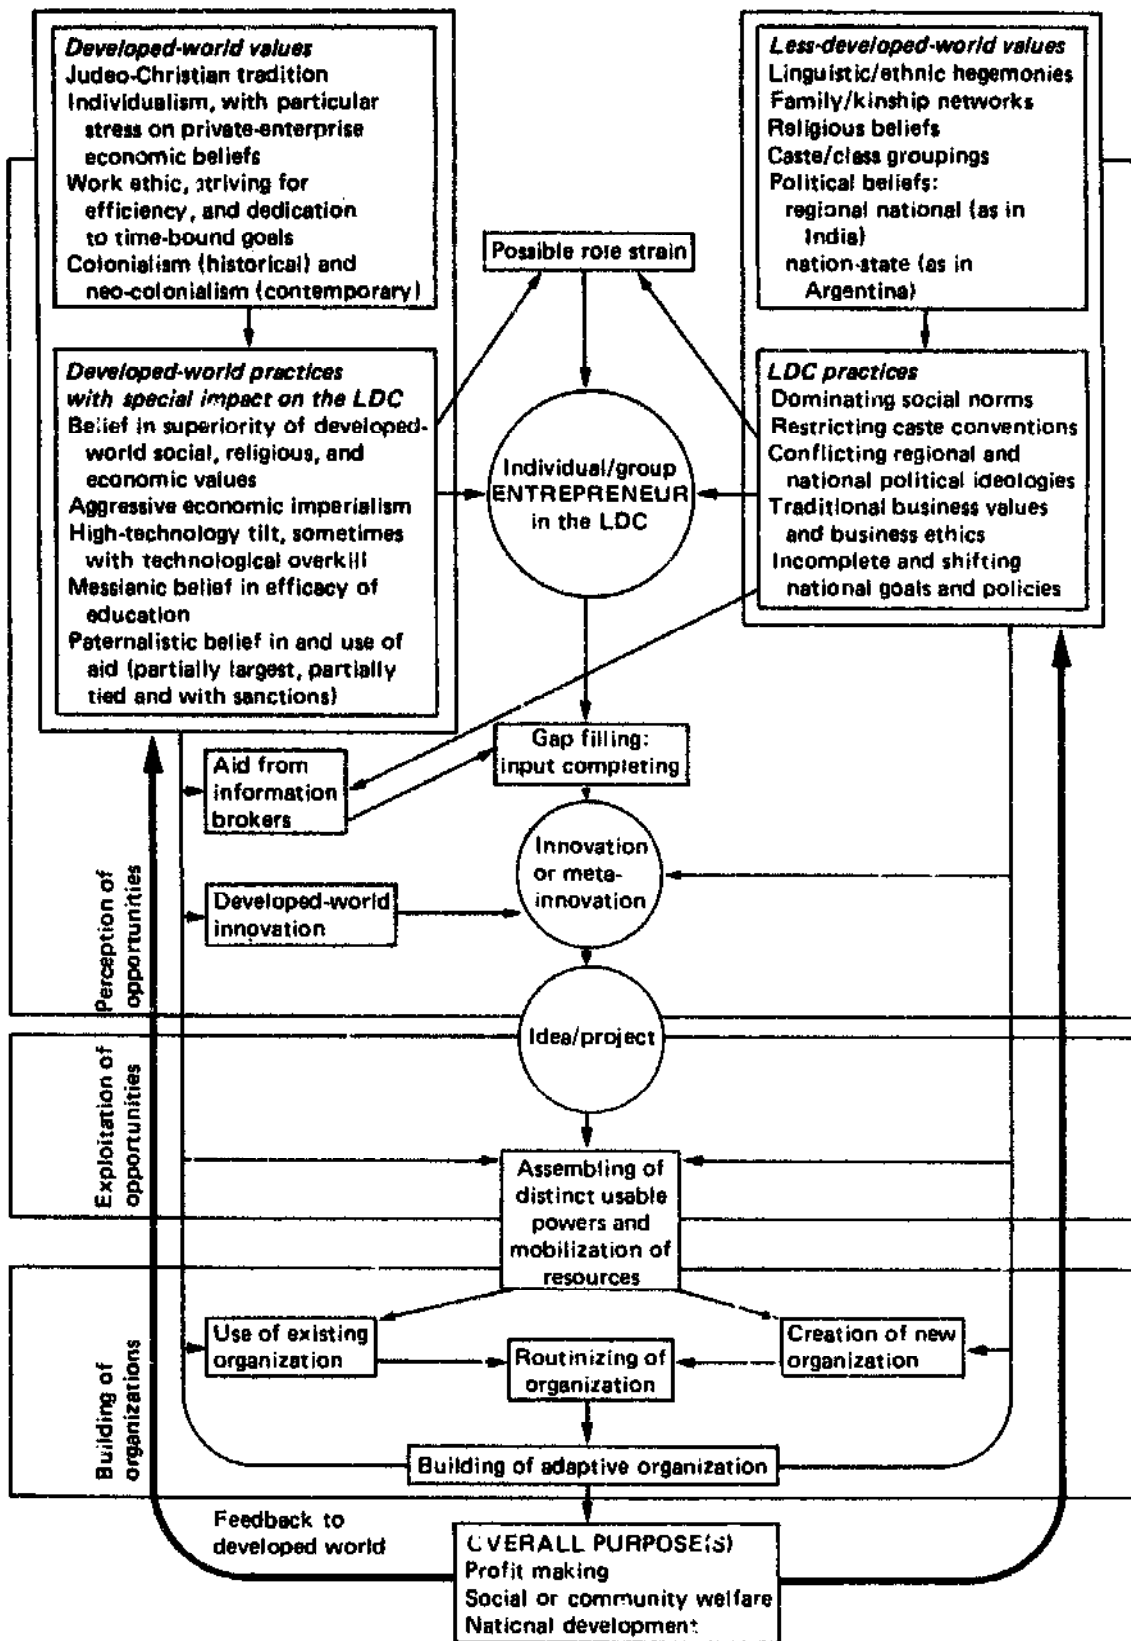 Developed-world values
Judeo-Christian tradition
Individualism, with particular
stress on private-enterprise
economic beliefs
Work ethic, striving for
efficiency, and dedication
to time-bound goals
Colonialism (historical) and
neo-colonialism (contemporary)
Developed-world practices
with special impact on the LDC
Belief in superiority of developed-
world social, religious, and
economic values
Aggressive economic imperialism
High-technology tilt, sometimes
with technological overkill
Messianic belief in efficacy of
education
Paternalistic belief in and use of
aid (partially largest, partially
tied and with sanctions)
Less-developed-world values
Linguistic/ethnic hegemonies
Family/kinship networks
Religious beliefs
Caste/class groupings
Political beliefs:
regional national (as in
India)
nation-state (as in
Argentina)
LDC practices
Dominating social norms
Restricting caste conventions
Conflicting regional and
national political ideologies
Traditional business values
and business ethics
Incomplete and shifting
national goals and policies
Possible role strain
Individual/group
ENTREPRENEUR
in the LDC
Gap filling:
input completing
Aid from
information
brokers
Innovation
or meta-
innovation
Developed-world
innovation
Perception of
opportunities
Idea/project
Exploitation of
opportunities
Assembling of
distinct usable
powers and
mobilization of
resources
Building of
organizations
Use of existing
organization
Routinizing of
organization
Creation of new
organization
Building of adaptive organization
Feedback to
developed world
OVERALL PURPOSE(S)
Profit making
Social or community welfare
National development